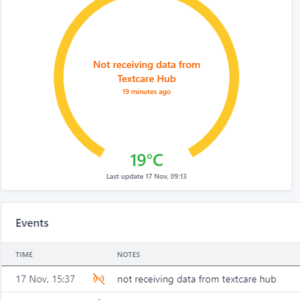 Not receiving data from
Textcare Hub
19 minutes ago
19°C
Last update 17 Nov, 09:13
Events
TIME NOTES
17 Nov, 15:37 not receiving data from textcare hub